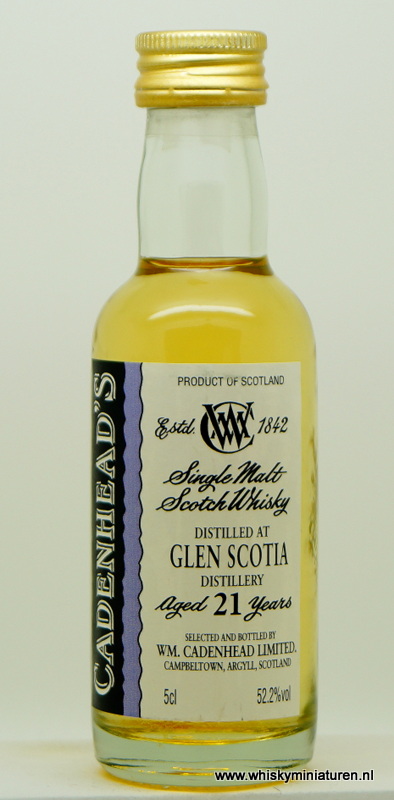 CADENHEAD'S
PRODUCT OF SCOTLAND
Estd. WMC 1842
Single Malt
Scotch Whisky
DISTILLED AT
GLEN SCOTIA
DISTILLERY
Aged 21 Years
SELECTED AND BOTTLED BY
WM. CADENHEAD LIMITED.
CAMPBELTOWN, ARGYLL, SCOTLAND
5cl 52.2%vol
www.whiskyminiaturen.nl